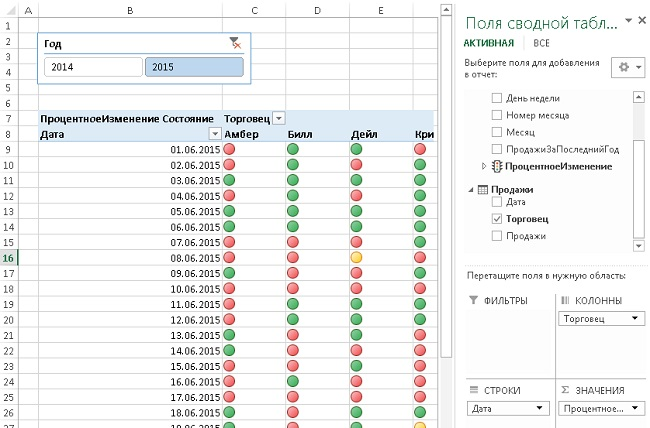 A B C D E
1
2
Год
3
2014 2015
4
5
6
7 ПроцентноеИзменение Состояние Торговец
8 Дата Амбер Билл Дейл Кри
9 01.06.2015
10 02.06.2015
11 03.06.2015
12 04.06.2015
13 05.06.2015
14 06.06.2015
15 07.06.2015
16 08.06.2015
17 09.06.2015
18 10.06.2015
19 11.06.2015
20 12.06.2015
21 13.06.2015
22 14.06.2015
23 15.06.2015
24 16.06.2015
25 17.06.2015
26 18.06.2015
27 19.06.2015
Поля сводной табл...
АКТИВНАЯ ВСЕ
Выберите поля для добавления
в отчет:
День недели
Номер месяца
Месяц
ПродажиЗаПоследнийГод
ПроцентноеИзменение
Продажи
Дата
Торговец
Продажи
Перетащите поля в нужную область:
ФИЛЬТРЫ
КОЛОННЫ
Торговец
СТРОКИ
Дата
Σ ЗНАЧЕНИЯ
Процентное...